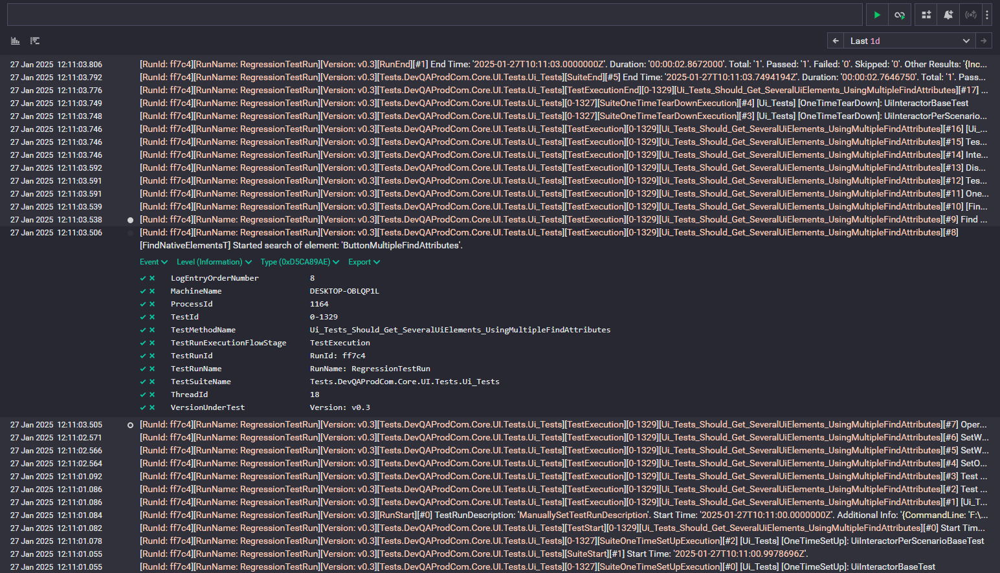 Last 1d
27 Jan 2025 12:11:03.806 [RunId: ff7c4][RunName: RegressionTestRun][Version: v0.3][RunEnd][#1] End Time: '2025-01-27T10:11:03.0000000Z'. Duration: '00:00:02.8672000'. Total: '1'. Passed: '1'. Failed: '0'. Skipped: '0'. Other Results: '{Inc...
27 Jan 2025 12:11:03.792 [RunId: ff7c4][RunName: RegressionTestRun][Version: v0.3][Tests.DevQAProdCom.Core.UI.Tests.Ui_Tests][SuiteEnd][#5] End Time: '2025-01-27T10:11:03.7494194Z'. Duration: '00:00:02.7646750'. Total: '1'. Pass...
27 Jan 2025 12:11:03.776 [RunId: ff7c4][RunName: RegressionTestRun][Version: v0.3][Tests.DevQAProdCom.Core.UI.Tests.Ui_Tests][TestExecutionEnd][0-1329][Ui_Tests_Should_Get_SeveralUiElements_UsingMultipleFindAttributes][#17] ...
27 Jan 2025 12:11:03.749 [RunId: ff7c4][RunName: RegressionTestRun][Version: v0.3][Tests.DevQAProdCom.Core.UI.Tests.Ui_Tests][0-1327][SuiteOneTimeTearDownExecution][#4] [Ui_Tests] [OneTimeTearDown]: UiInteractorBaseTest
27 Jan 2025 12:11:03.748 [RunId: ff7c4][RunName: RegressionTestRun][Version: v0.3][Tests.DevQAProdCom.Core.UI.Tests.Ui_Tests][0-1327][SuiteOneTimeTearDownExecution][#3] [Ui_Tests] [OneTimeTearDown]: UiInteractorPerScenario...
27 Jan 2025 12:11:03.746 [RunId: ff7c4][RunName: RegressionTestRun][Version: v0.3][Tests.DevQAProdCom.Core.UI.Tests.Ui_Tests][TestExecution][0-1329][Ui_Tests_Should_Get_SeveralUiElements_UsingMultipleFindAttributes][#16] [Ui_...
27 Jan 2025 12:11:03.746 [RunId: ff7c4][RunName: RegressionTestRun][Version: v0.3][Tests.DevQAProdCom.Core.UI.Tests.Ui_Tests][TestExecution][0-1329][Ui_Tests_Should_Get_SeveralUiElements_UsingMultipleFindAttributes][#15] Tes...
27 Jan 2025 12:11:03.746 [RunId: ff7c4][RunName: RegressionTestRun][Version: v0.3][Tests.DevQAProdCom.Core.UI.Tests.Ui_Tests][TestExecution][0-1329][Ui_Tests_Should_Get_SeveralUiElements_UsingMultipleFindAttributes][#14] Inte...
27 Jan 2025 12:11:03.592 [RunId: ff7c4][RunName: RegressionTestRun][Version: v0.3][Tests.DevQAProdCom.Core.UI.Tests.Ui_Tests][TestExecution][0-1329][Ui_Tests_Should_Get_SeveralUiElements_UsingMultipleFindAttributes][#13] Dis...
27 Jan 2025 12:11:03.591 [RunId: ff7c4][RunName: RegressionTestRun][Version: v0.3][Tests.DevQAProdCom.Core.UI.Tests.Ui_Tests][TestExecution][0-1329][Ui_Tests_Should_Get_SeveralUiElements_UsingMultipleFindAttributes][#12] Tes...
27 Jan 2025 12:11:03.591 [RunId: ff7c4][RunName: RegressionTestRun][Version: v0.3][Tests.DevQAProdCom.Core.UI.Tests.Ui_Tests][TestExecution][0-1329][Ui_Tests_Should_Get_SeveralUiElements_UsingMultipleFindAttributes][#11] One...
27 Jan 2025 12:11:03.539 [RunId: ff7c4][RunName: RegressionTestRun][Version: v0.3][Tests.DevQAProdCom.Core.UI.Tests.Ui_Tests][TestExecution][0-1329][Ui_Tests_Should_Get_SeveralUiElements_UsingMultipleFindAttributes][#10] [Fin...
27 Jan 2025 12:11:03.538 [RunId: ff7c4][RunName: RegressionTestRun][Version: v0.3][Tests.DevQAProdCom.Core.UI.Tests.Ui_Tests][TestExecution][0-1329][Ui_Tests_Should_Get_SeveralUiElements_UsingMultipleFindAttributes][#9] Find ...
27 Jan 2025 12:11:03.506 [RunId: ff7c4][RunName: RegressionTestRun][Version: v0.3][Tests.DevQAProdCom.Core.UI.Tests.Ui_Tests][TestExecution][0-1329][Ui_Tests_Should_Get_SeveralUiElements_UsingMultipleFindAttributes][#8]
[FindNativeElementsT] Started search of element: 'ButtonMultipleFindAttributes'.
Event Level (Information) Type (0xD5CA89AE) Export
LogEntryOrderNumber 8
MachineName DESKTOP-OBLQP1L
ProcessId 1164
TestId 0-1329
TestMethodName Ui_Tests_Should_Get_SeveralUiElements_UsingMultipleFindAttributes
TestRunExecutionFlowStage TestExecution
TestRunId RunId: ff7c4
TestRunName RunName: RegressionTestRun
TestSuiteName Tests.DevQAProdCom.Core.UI.Tests.Ui_Tests
ThreadId 18
VersionUnderTest Version: v0.3
27 Jan 2025 12:11:03.505 [RunId: ff7c4][RunName: RegressionTestRun][Version: v0.3][Tests.DevQAProdCom.Core.UI.Tests.Ui_Tests][TestExecution][0-1329][Ui_Tests_Should_Get_SeveralUiElements_UsingMultipleFindAttributes][#7] Oper...
27 Jan 2025 12:11:02.571 [RunId: ff7c4][RunName: RegressionTestRun][Version: v0.3][Tests.DevQAProdCom.Core.UI.Tests.Ui_Tests][TestExecution][0-1329][Ui_Tests_Should_Get_SeveralUiElements_UsingMultipleFindAttributes][#6] SetW...
27 Jan 2025 12:11:02.566 [RunId: ff7c4][RunName: RegressionTestRun][Version: v0.3][Tests.DevQAProdCom.Core.UI.Tests.Ui_Tests][TestExecution][0-1329][Ui_Tests_Should_Get_SeveralUiElements_UsingMultipleFindAttributes][#5] SetW...
27 Jan 2025 12:11:02.564 [RunId: ff7c4][RunName: RegressionTestRun][Version: v0.3][Tests.DevQAProdCom.Core.UI.Tests.Ui_Tests][TestExecution][0-1329][Ui_Tests_Should_Get_SeveralUiElements_UsingMultipleFindAttributes][#4] SetO...
27 Jan 2025 12:11:01.092 [RunId: ff7c4][RunName: RegressionTestRun][Version: v0.3][Tests.DevQAProdCom.Core.UI.Tests.Ui_Tests][TestExecution][0-1329][Ui_Tests_Should_Get_SeveralUiElements_UsingMultipleFindAttributes][#3] Test ...
27 Jan 2025 12:11:01.086 [RunId: ff7c4][RunName: RegressionTestRun][Version: v0.3][Tests.DevQAProdCom.Core.UI.Tests.Ui_Tests][TestExecution][0-1329][Ui_Tests_Should_Get_SeveralUiElements_UsingMultipleFindAttributes][#2] Test ...
27 Jan 2025 12:11:01.086 [RunId: ff7c4][RunName: RegressionTestRun][Version: v0.3][Tests.DevQAProdCom.Core.UI.Tests.Ui_Tests][TestExecution][0-1329][Ui_Tests_Should_Get_SeveralUiElements_UsingMultipleFindAttributes][#1] [Ui_T...
27 Jan 2025 12:11:01.084 [RunId: ff7c4][RunName: RegressionTestRun][Version: v0.3][RunStart][#0] TestRunDescription: 'ManuallySetTestRunDescription'. Start Time: '2025-01-27T10:11:00.0000000Z'. Additional Info: '{CommandLine: 'F:\...
27 Jan 2025 12:11:01.082 [RunId: ff7c4][RunName: RegressionTestRun][Version: v0.3][Tests.DevQAProdCom.Core.UI.Tests.Ui_Tests][TestStart][0-1329][Ui_Tests_Should_Get_SeveralUiElements_UsingMultipleFindAttributes][#0] Start Tim...
27 Jan 2025 12:11:01.078 [RunId: ff7c4][RunName: RegressionTestRun][Version: v0.3][Tests.DevQAProdCom.Core.UI.Tests.Ui_Tests][0-1327][SuiteOneTimeSetUpExecution][#2] [Ui_Tests] [OneTimeSetUp]: UiInteractorPerScenarioBaseTest
27 Jan 2025 12:11:01.055 [RunId: ff7c4][RunName: RegressionTestRun][Version: v0.3][Tests.DevQAProdCom.Core.UI.Tests.Ui_Tests][SuiteStart][#1] Start Time: '2025-01-27T10:11:00.9978696Z'.
27 Jan 2025 12:11:01.055 [RunId: ff7c4][RunName: RegressionTestRun][Version: v0.3][Tests.DevQAProdCom.Core.UI.Tests.Ui_Tests][0-1327][SuiteOneTimeSetUpExecution][#0] [Ui_Tests] [OneTimeSetUp]: UiInteractorBaseTest